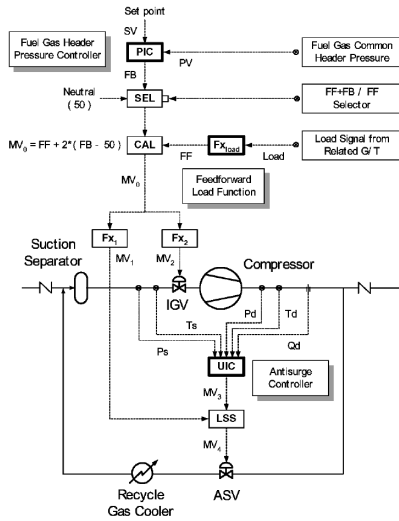 Set point
SV
Fuel Gas Header
Pressure Controller
PIC
PV
Fuel Gas Common
Header Pressure
FB
Neutral
( 50 )
SEL
FF+FB / FF
Selector
MV₀ = FF + 2*( FB - 50 )
CAL
FF
Fxload
Load
Load Signal from
Related G/T
MV₀
Feedforward
Load Function
Fx₁
Fx₂
Suction
Separator
MV₁
MV₂
Compressor
IGV
Ts
Ps
Pd
Td
Qd
UIC
Antisurge
Controller
MV₃
LSS
MV₄
Recycle
Gas Cooler
ASV